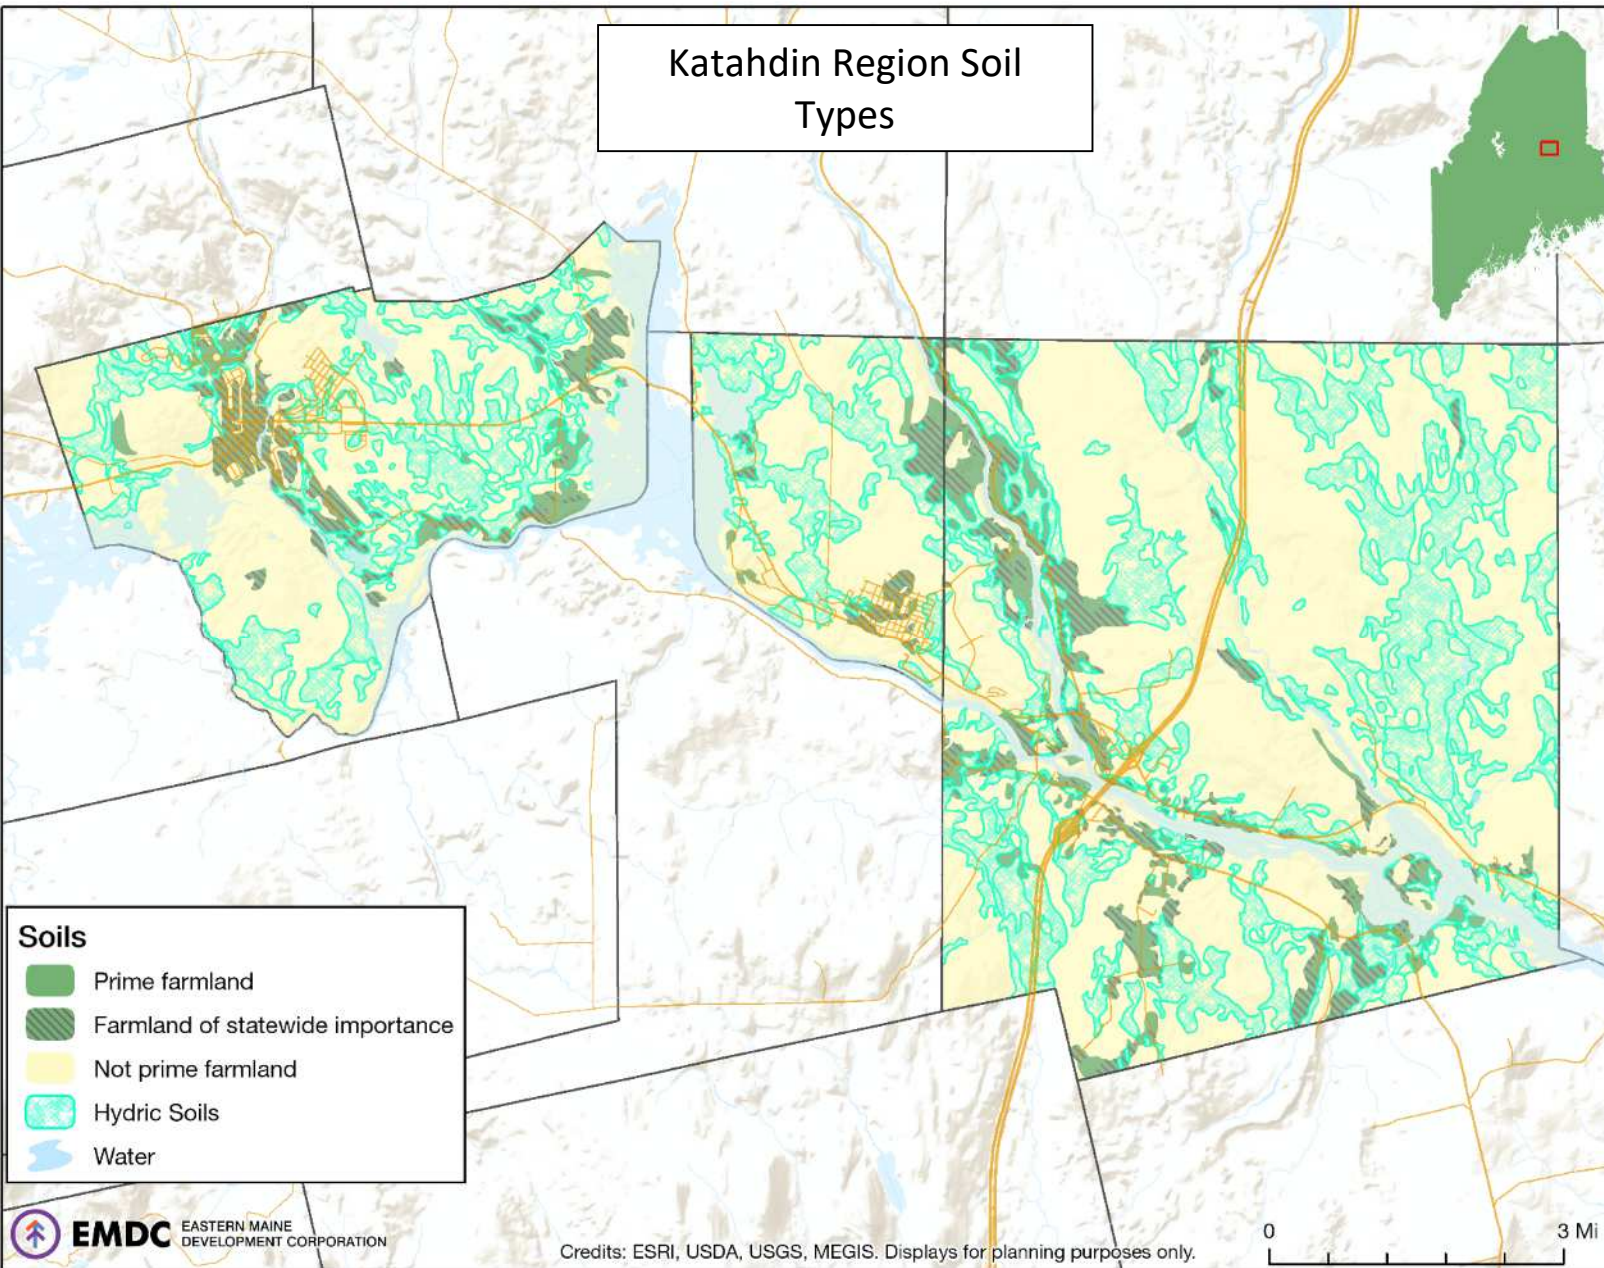 Katahdin Region Soil
Types
Soils
Prime farmland
Farmland of statewide importance
Not prime farmland
Hydric Soils
Water
EMDC EASTERN MAINE
DEVELOPMENT CORPORATION
Credits: ESRI, USDA, USGS, MEGIS. Displays for planning purposes only.
0 3 Mi